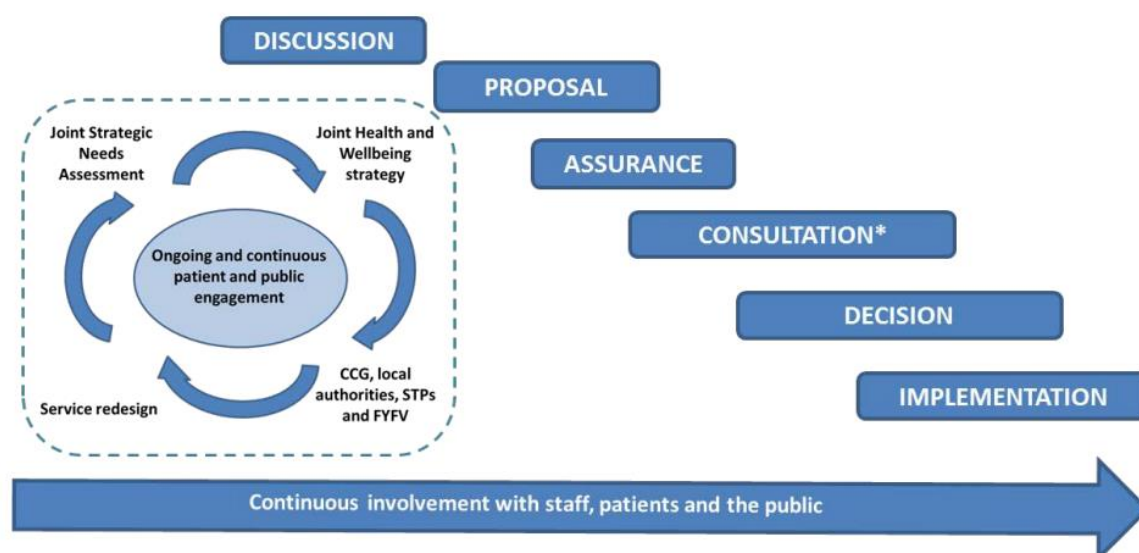 DISCUSSION
PROPOSAL
ASSURANCE
CONSULTATION*
DECISION
IMPLEMENTATION
Joint Strategic
Needs
Assessment
Joint Health and
Wellbeing
strategy
Ongoing and continuous
patient and public
engagement
CCG, local
authorities, STPs
and FYFV
Service redesign
Continuous involvement with staff, patients and the public